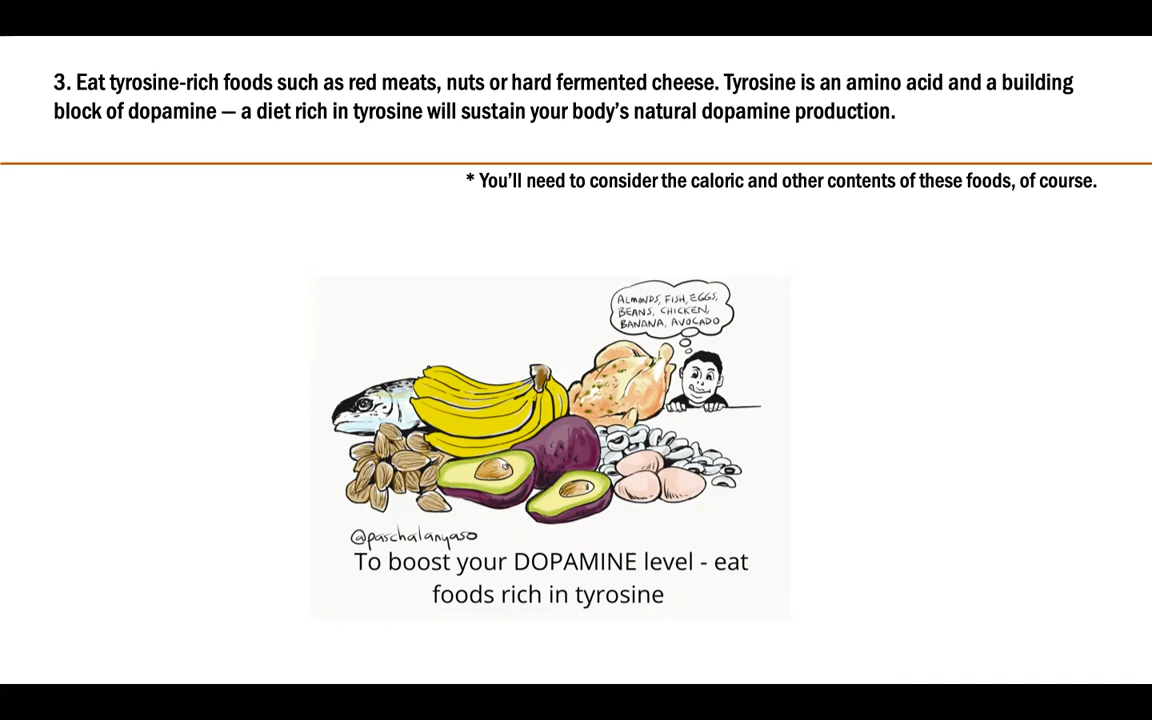 3. Eat tyrosine-rich foods such as red meats, nuts or hard fermented cheese. Tyrosine is an amino acid and a building
block of dopamine — a diet rich in tyrosine will sustain your body’s natural dopamine production.
* You’ll need to consider the caloric and other contents of these foods, of course.
ALMONDS, FISH, EGGS,
BEANS, CHICKEN,
BANANA, AVOCADO
@paschalanyaso
To boost your DOPAMINE level - eat
foods rich in tyrosine